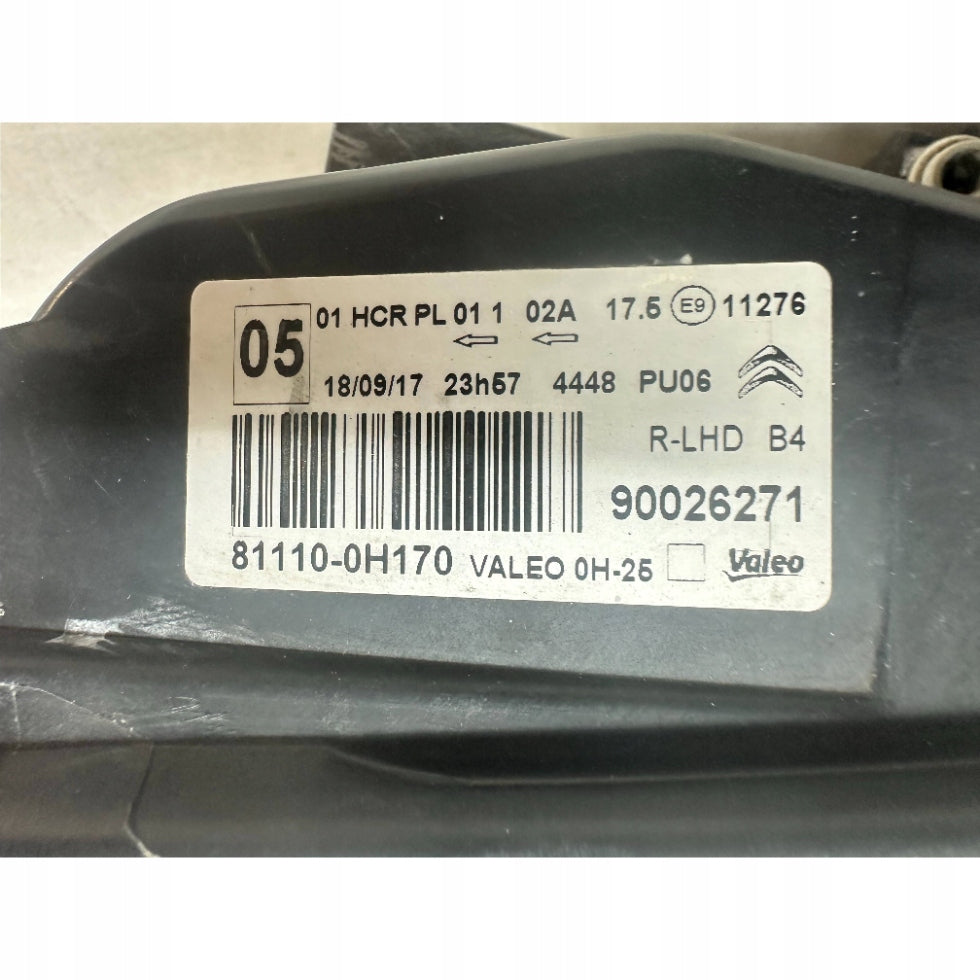 05 01 HCR PL 01 1 02A 17.5 E9 11276
18/09/17 23h57 4448 PU06
R-LHD B4
90026271
81110-0H170 VALEO 0H-25 Valeo